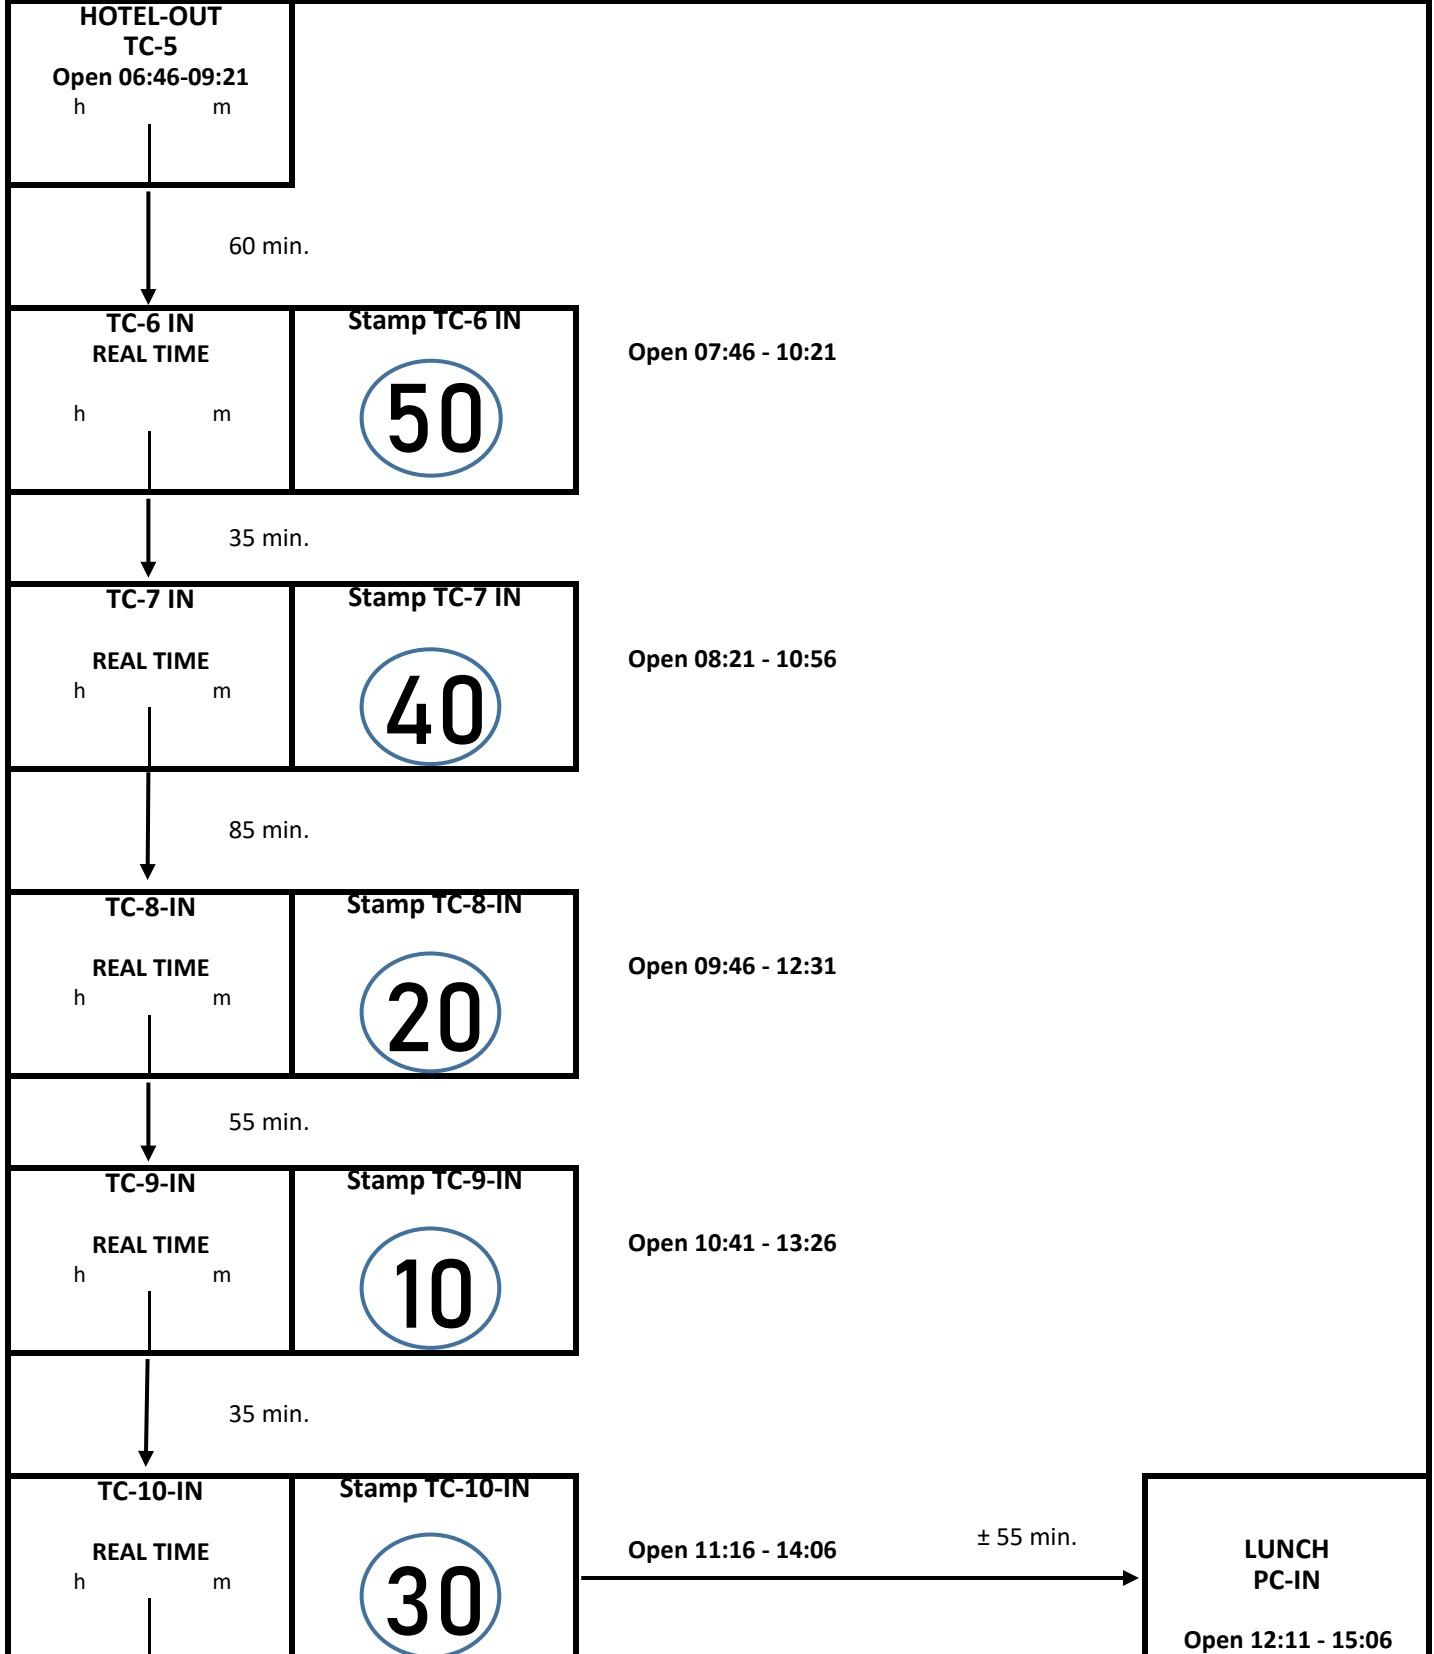 HOTEL-OUT
TC-5
Open 06:46-09:21
h m
60 min.
TC-6 IN
REAL TIME
h m
Stamp TC-6 IN
50
Open 07:46 - 10:21
35 min.
TC-7 IN
REAL TIME
h m
Stamp TC-7 IN
40
Open 08:21 - 10:56
85 min.
TC-8-IN
REAL TIME
h m
Stamp TC-8-IN
20
Open 09:46 - 12:31
55 min.
TC-9-IN
REAL TIME
h m
Stamp TC-9-IN
10
Open 10:41 - 13:26
35 min.
TC-10-IN
REAL TIME
h m
Stamp TC-10-IN
30
Open 11:16 - 14:06
± 55 min.
LUNCH
PC-IN
Open 12:11 - 15:06